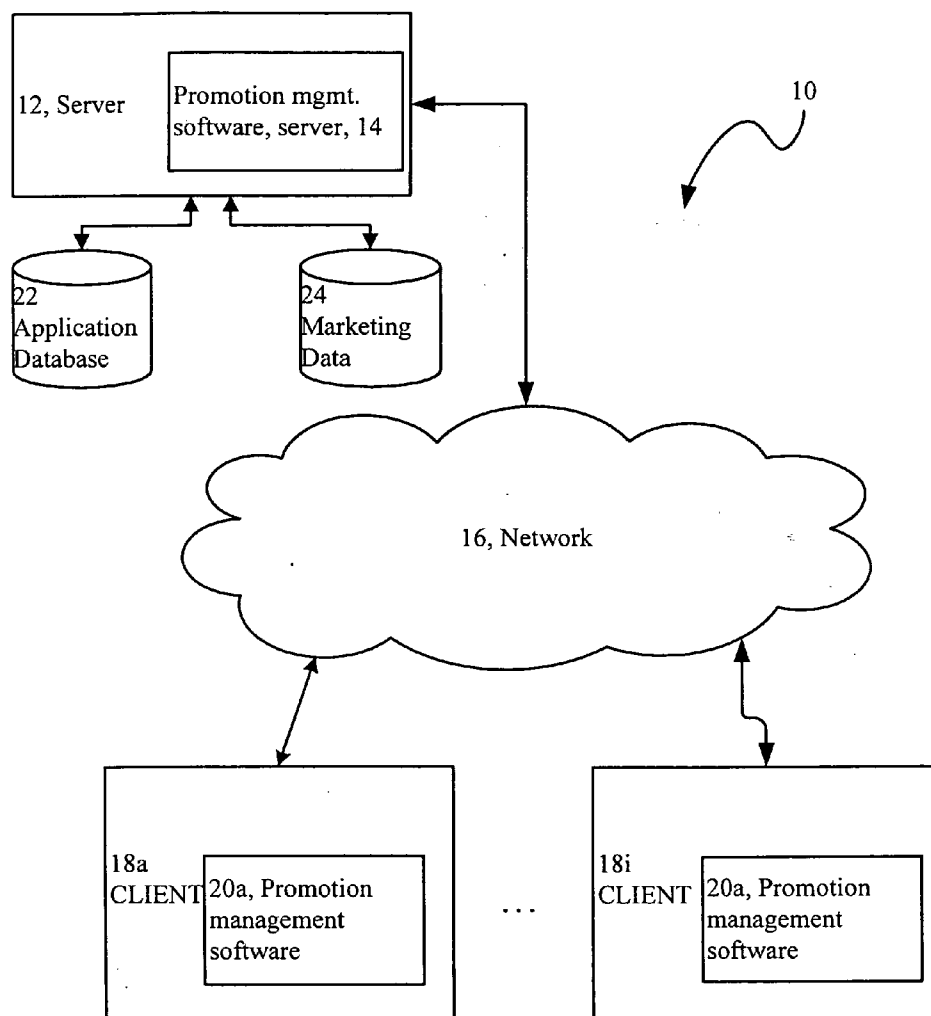 12, Server
Promotion mgmt.
software, server, 14
10
22
Application
Database
24
Marketing
Data
16, Network
18a
CLIENT
20a, Promotion
management
software
...
18i
CLIENT
20a, Promotion
management
software